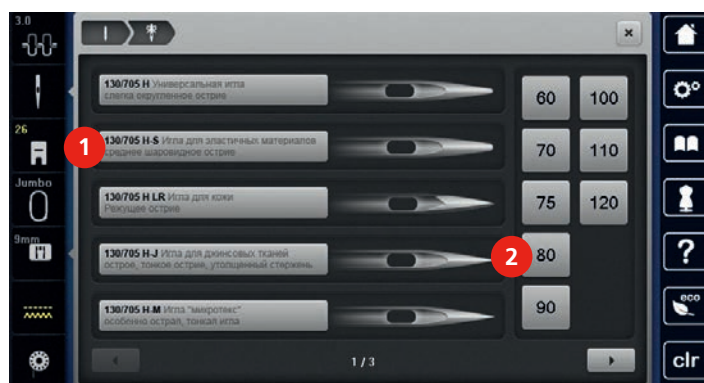 3.0
26
Jumbo
9mm
130/705 H Универсальная игла
слегка скругленное острие
130/705 H-S Игла для эластичных материалов
среднее шаровидное острие
130/705 H LR Игла для кожи
Режущее острие
130/705 H-J Игла для джинсовых тканей
острое, тонкое острие, утолщённый стержень
130/705 H-M Игла "микротекс"
особенно острая, тонкая игла
60 100
70 110
75 120
80
90
1
2
1 / 3
?
eco
clr